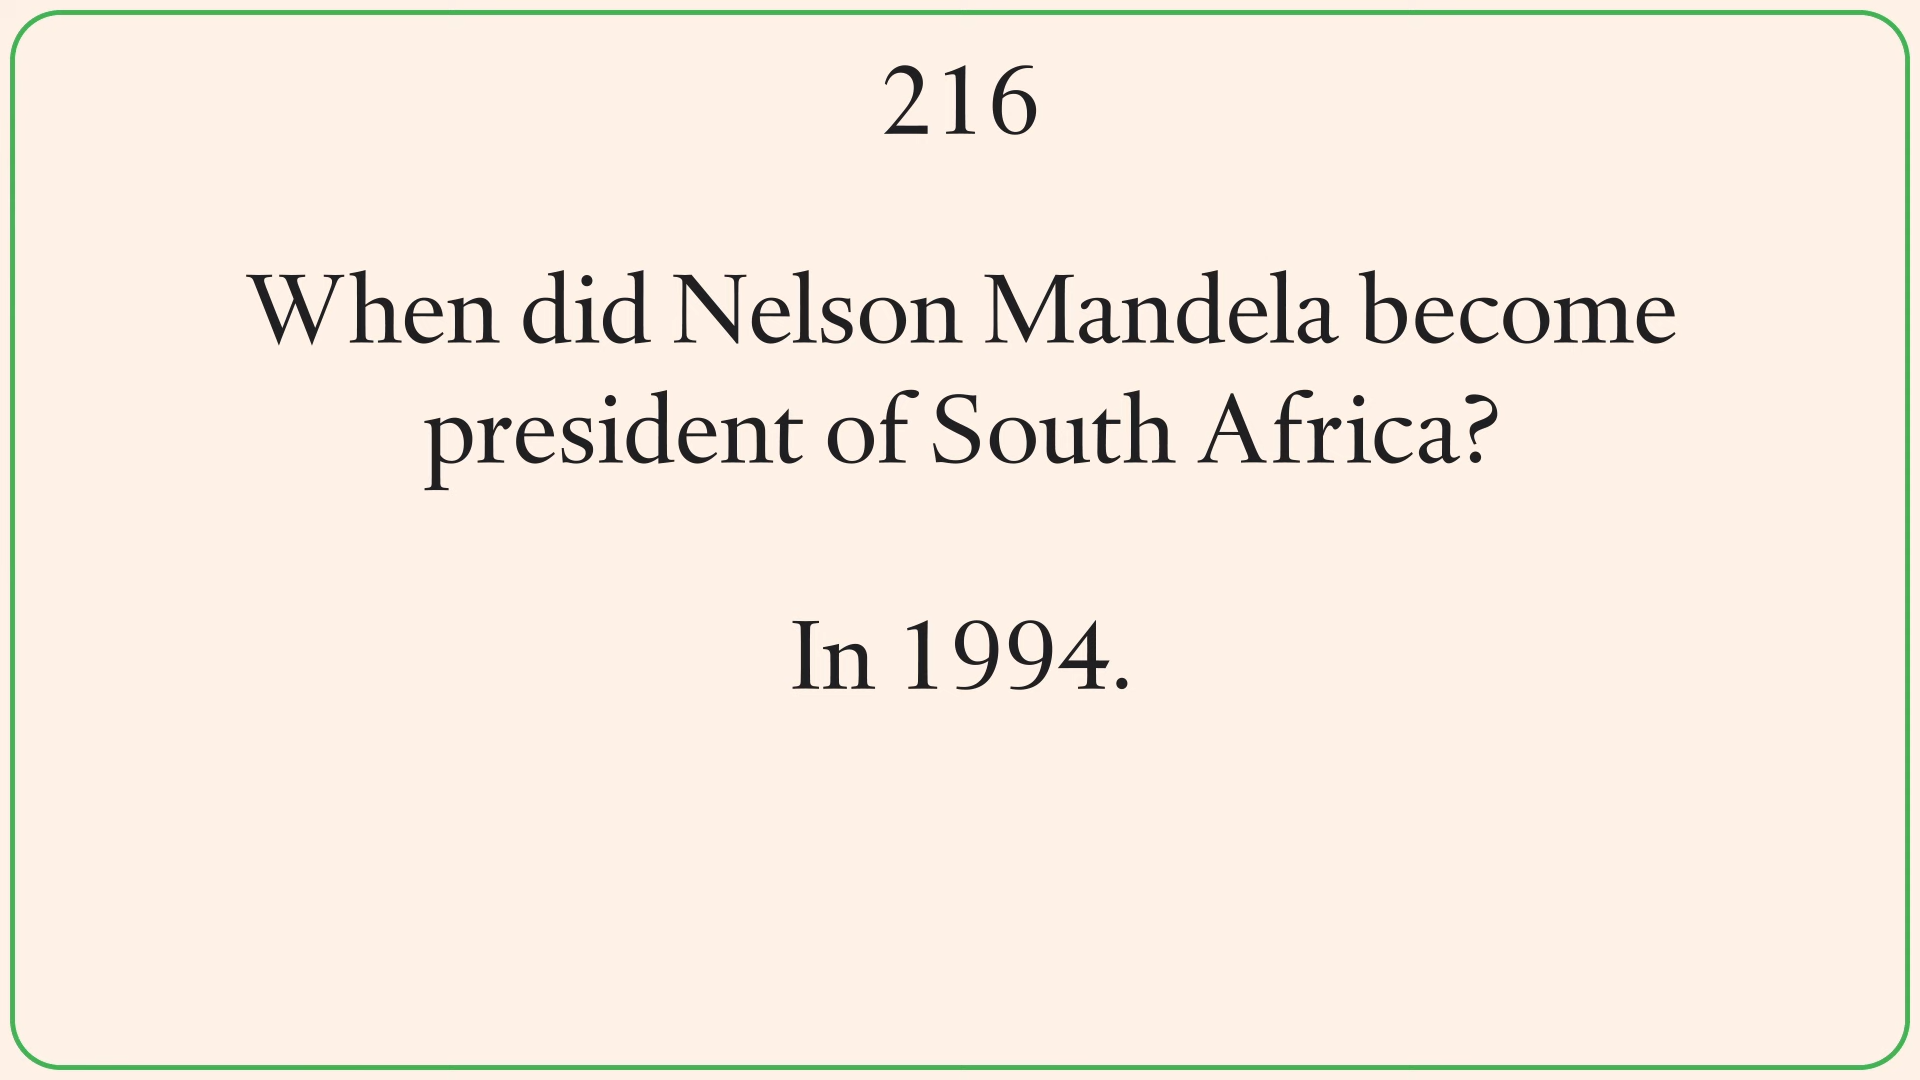 216
When did Nelson Mandela become
president of South Africa?
In 1994.